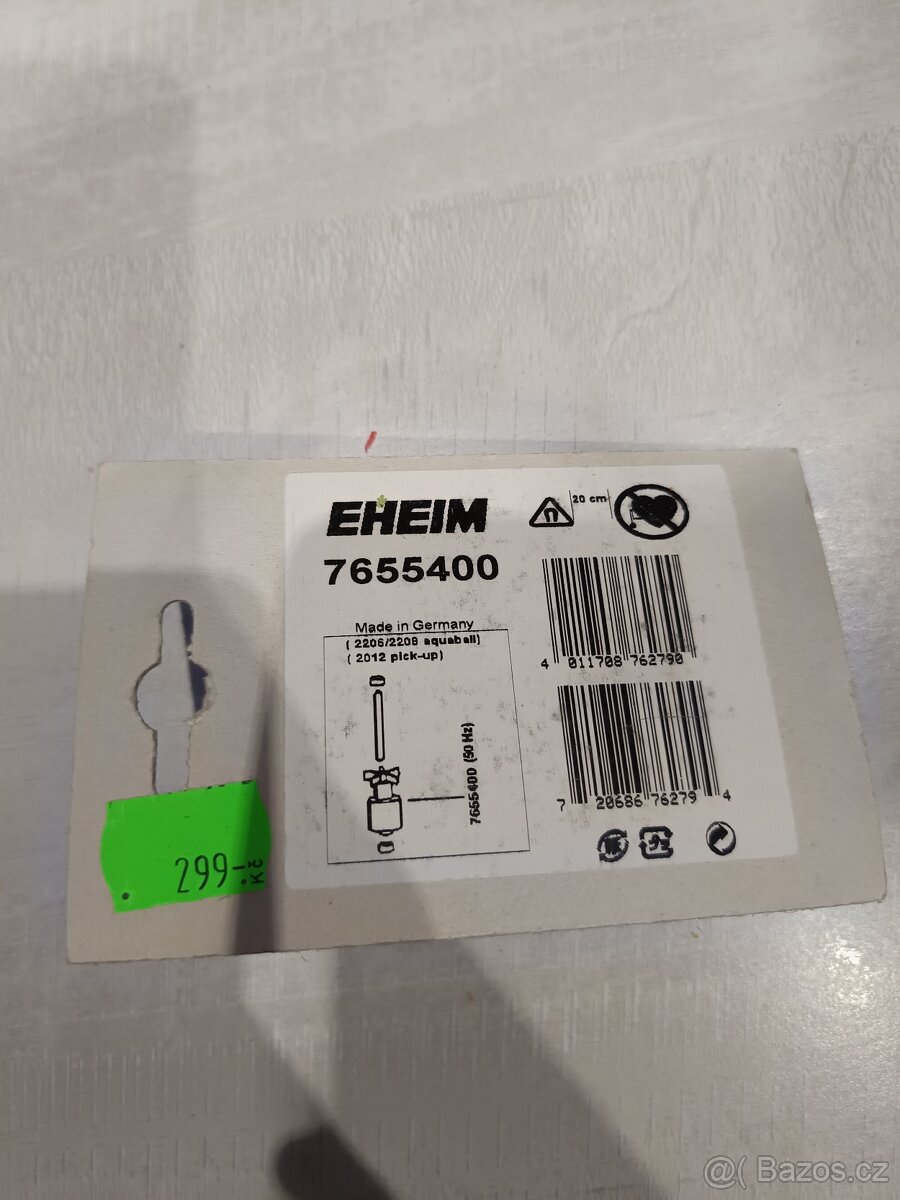 EHEIM
20 cm
7655400
Made in Germany
( 2206/2208 aquaball)
( 2012 pick-up)
7655400 (50 Hz)
4 011708 762790
7 20686 76279 4
299-
Kč
@( Bazos.cz